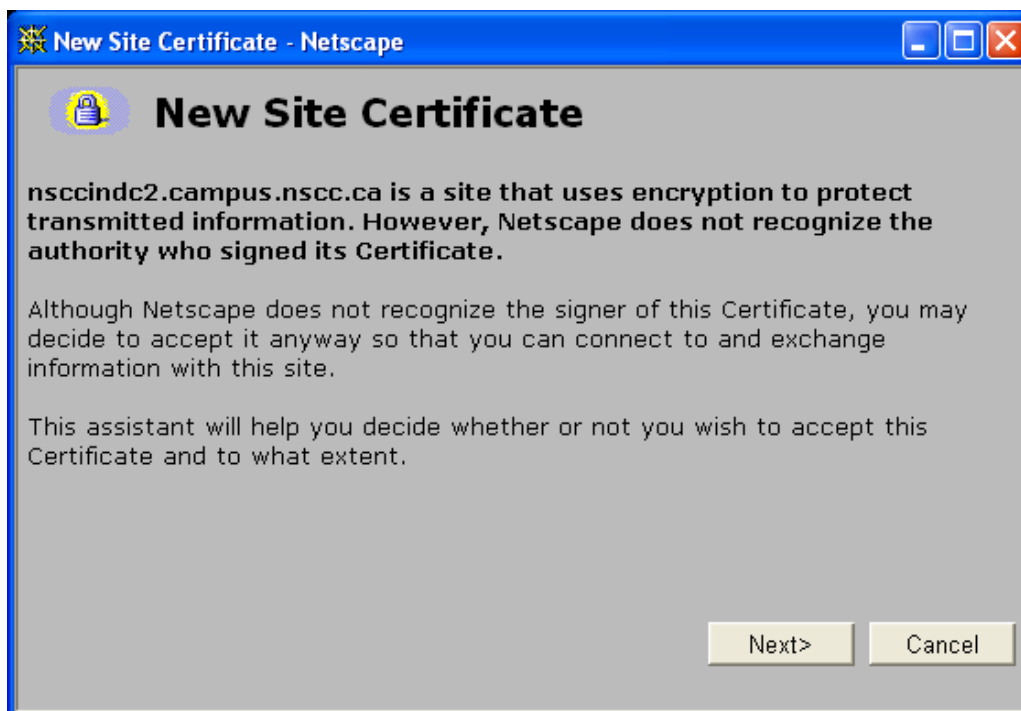 New Site Certificate - Netscape
New Site Certificate
nsccindc2.campus.nscc.ca is a site that uses encryption to protect
transmitted information. However, Netscape does not recognize the
authority who signed its Certificate.
Although Netscape does not recognize the signer of this Certificate, you may
decide to accept it anyway so that you can connect to and exchange
information with this site.
This assistant will help you decide whether or not you wish to accept this
Certificate and to what extent.
Next>
Cancel